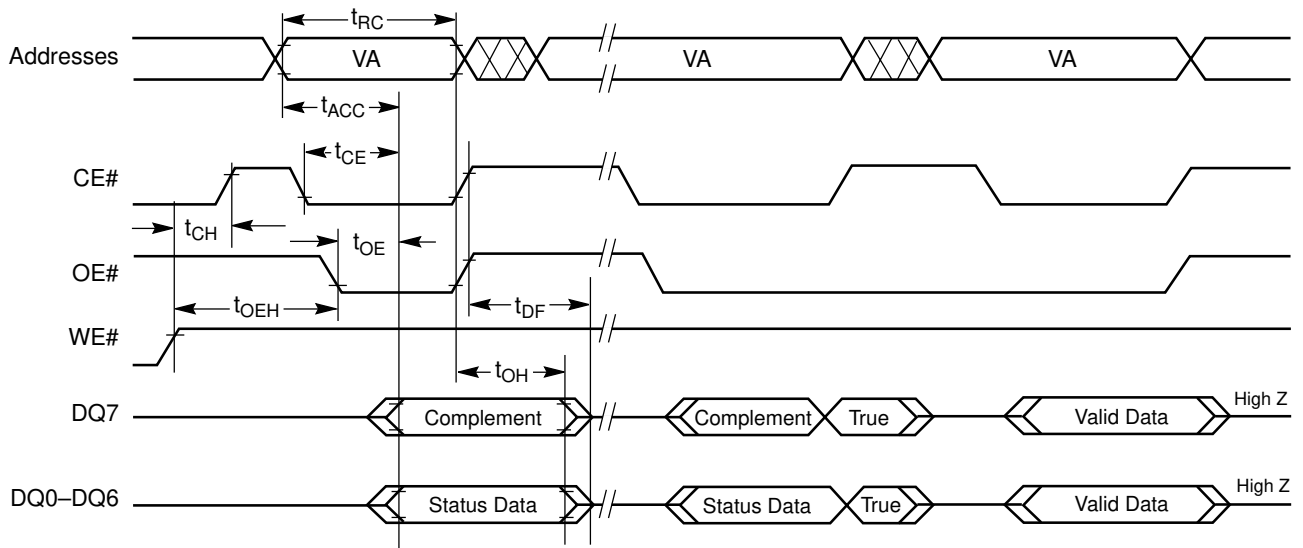 tRC
Addresses VA VA VA
tACC
tCE
CE#
tCH
tOE
OE#
tOEH
tDF
WE#
tOH
DQ7 Complement Complement True Valid Data High Z
DQ0–DQ6 Status Data Status Data True Valid Data High Z